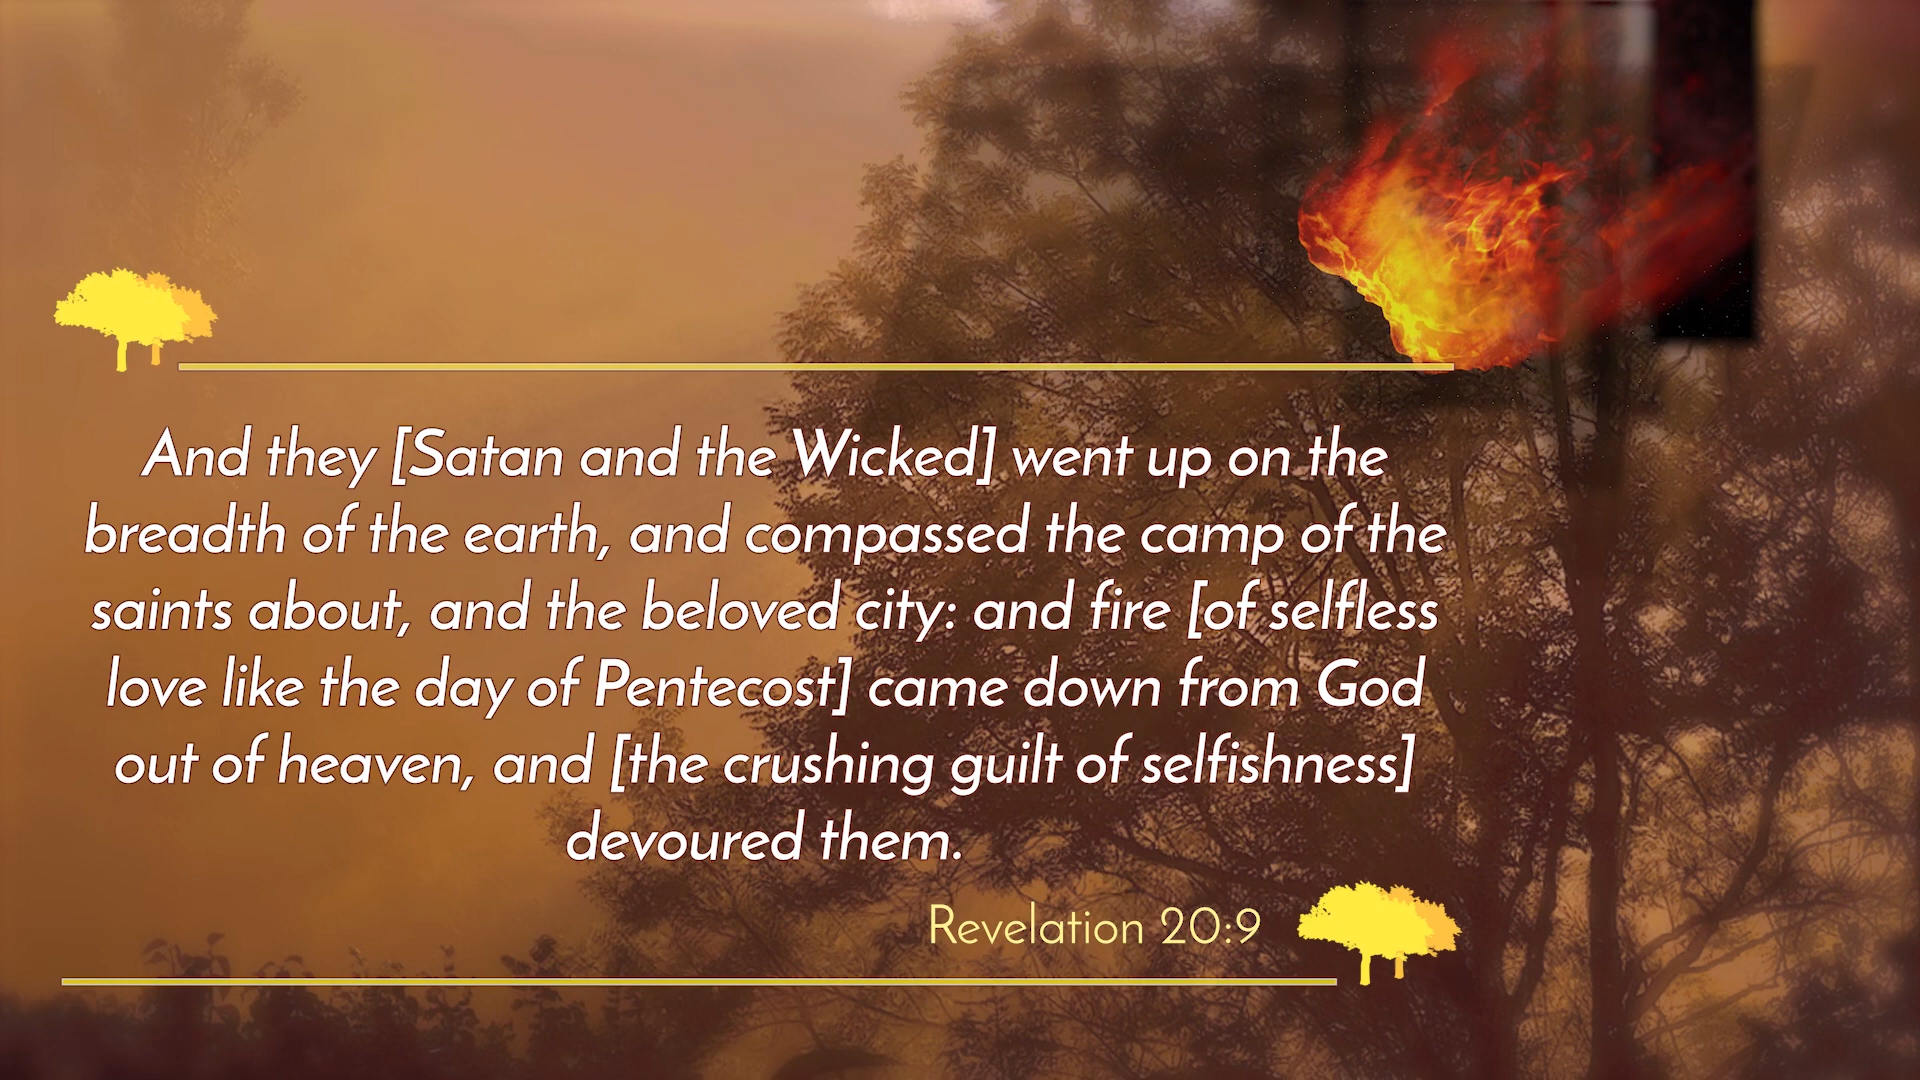 And they [Satan and the Wicked] went up on the
breadth of the earth, and compassed the camp of the
saints about, and the beloved city: and fire [of selfless
love like the day of Pentecost] came down from God
out of heaven, and [the crushing guilt of selfishness]
devoured them.
Revelation 20:9